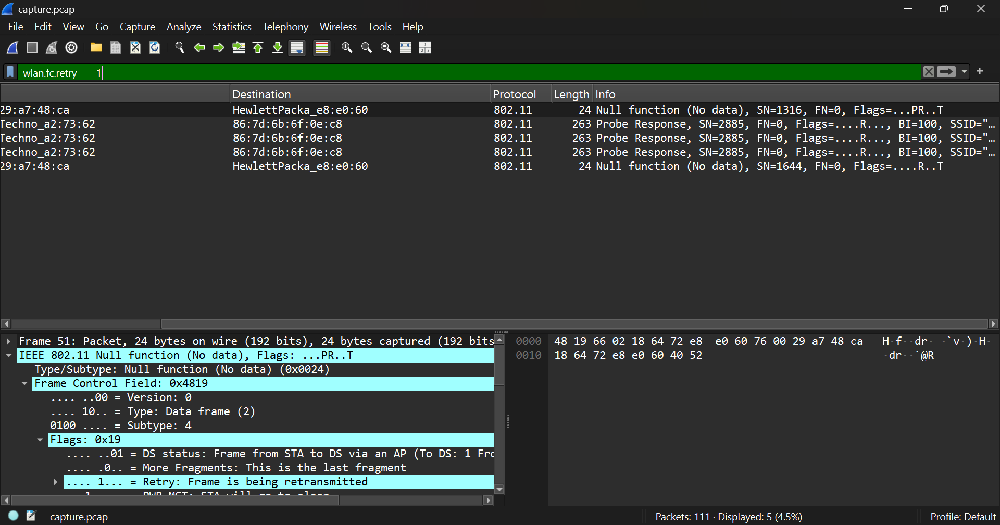 capture.pcap
File Edit View Go Capture Analyze Statistics Telephony Wireless Tools Help
wlan.fc.retry == 1
Destination Protocol Length Info
29:a7:48:ca HewlettPacka_e8:e0:60 802.11 24 Null function (No data), SN=1316, FN=0, Flags=...PR..T
Techno_a2:73:62 86:7d:6b:6f:0e:c8 802.11 263 Probe Response, SN=2885, FN=0, Flags=....R..., BI=100, SSID="…
Techno_a2:73:62 86:7d:6b:6f:0e:c8 802.11 263 Probe Response, SN=2885, FN=0, Flags=....R..., BI=100, SSID="…
Techno_a2:73:62 86:7d:6b:6f:0e:c8 802.11 263 Probe Response, SN=2885, FN=0, Flags=....R..., BI=100, SSID="…
29:a7:48:ca HewlettPacka_e8:e0:60 802.11 24 Null function (No data), SN=1644, FN=0, Flags=....R..T
Frame 51: Packet, 24 bytes on wire (192 bits), 24 bytes captured (192 bits
IEEE 802.11 Null function (No data), Flags: ...PR..T
Type/Subtype: Null function (No data) (0x0024)
Frame Control Field: 0x4819
.... ..00 = Version: 0
.... 10.. = Type: Data frame (2)
0100 .... = Subtype: 4
Flags: 0x19
.... ..01 = DS status: Frame from STA to DS via an AP (To DS: 1 Fro
.... .0.. = More Fragments: This is the last fragment
.... 1... = Retry: Frame is being retransmitted
...1 .... = PWR MGT: STA will go to sleep
0000 48 19 66 02 18 64 72 e8 e0 60 76 00 29 a7 48 ca H·f··dr· ·`v·)·H·
0010 18 64 72 e8 e0 60 40 52 ·dr··`@R
capture.pcap
Packets: 111 · Displayed: 5 (4.5%)
Profile: Default